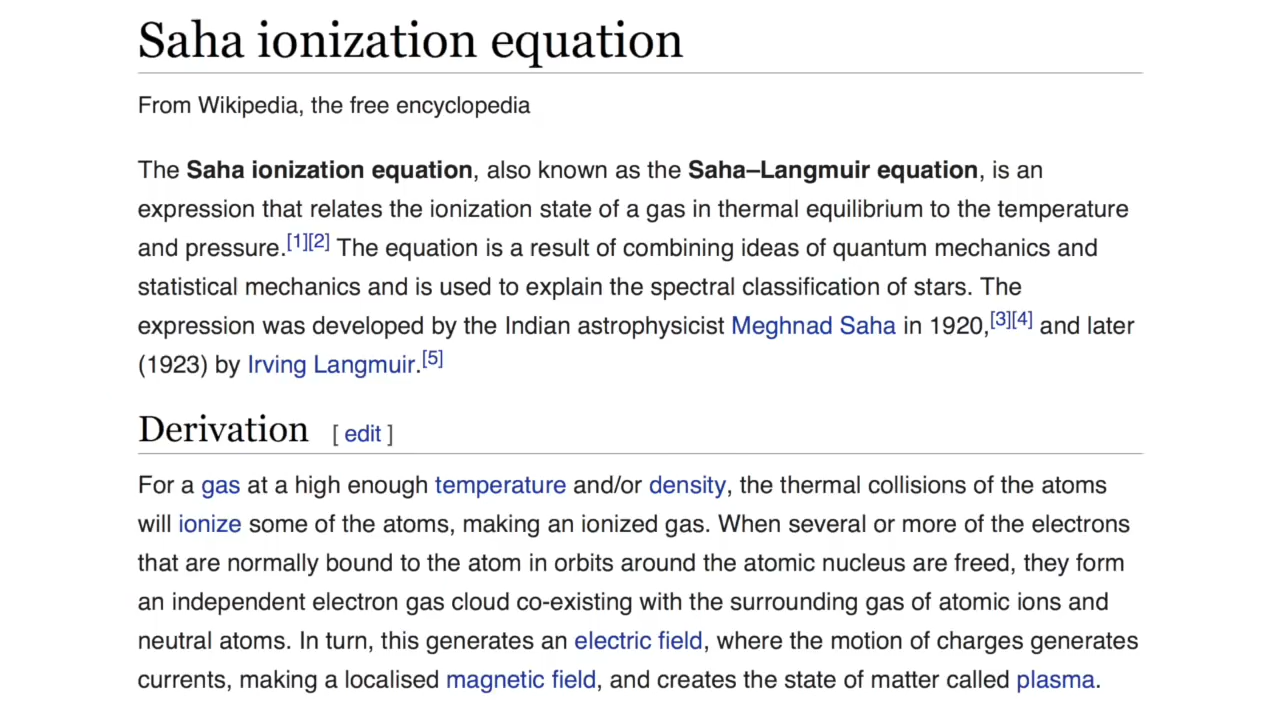 Saha ionization equation
From Wikipedia, the free encyclopedia
The Saha ionization equation, also known as the Saha–Langmuir equation, is an
expression that relates the ionization state of a gas in thermal equilibrium to the temperature
and pressure.[1][2] The equation is a result of combining ideas of quantum mechanics and
statistical mechanics and is used to explain the spectral classification of stars. The
expression was developed by the Indian astrophysicist Meghnad Saha in 1920,[3][4] and later
(1923) by Irving Langmuir.[5]
Derivation [ edit ]
For a gas at a high enough temperature and/or density, the thermal collisions of the atoms
will ionize some of the atoms, making an ionized gas. When several or more of the electrons
that are normally bound to the atom in orbits around the atomic nucleus are freed, they form
an independent electron gas cloud co-existing with the surrounding gas of atomic ions and
neutral atoms. In turn, this generates an electric field, where the motion of charges generates
currents, making a localised magnetic field, and creates the state of matter called plasma.